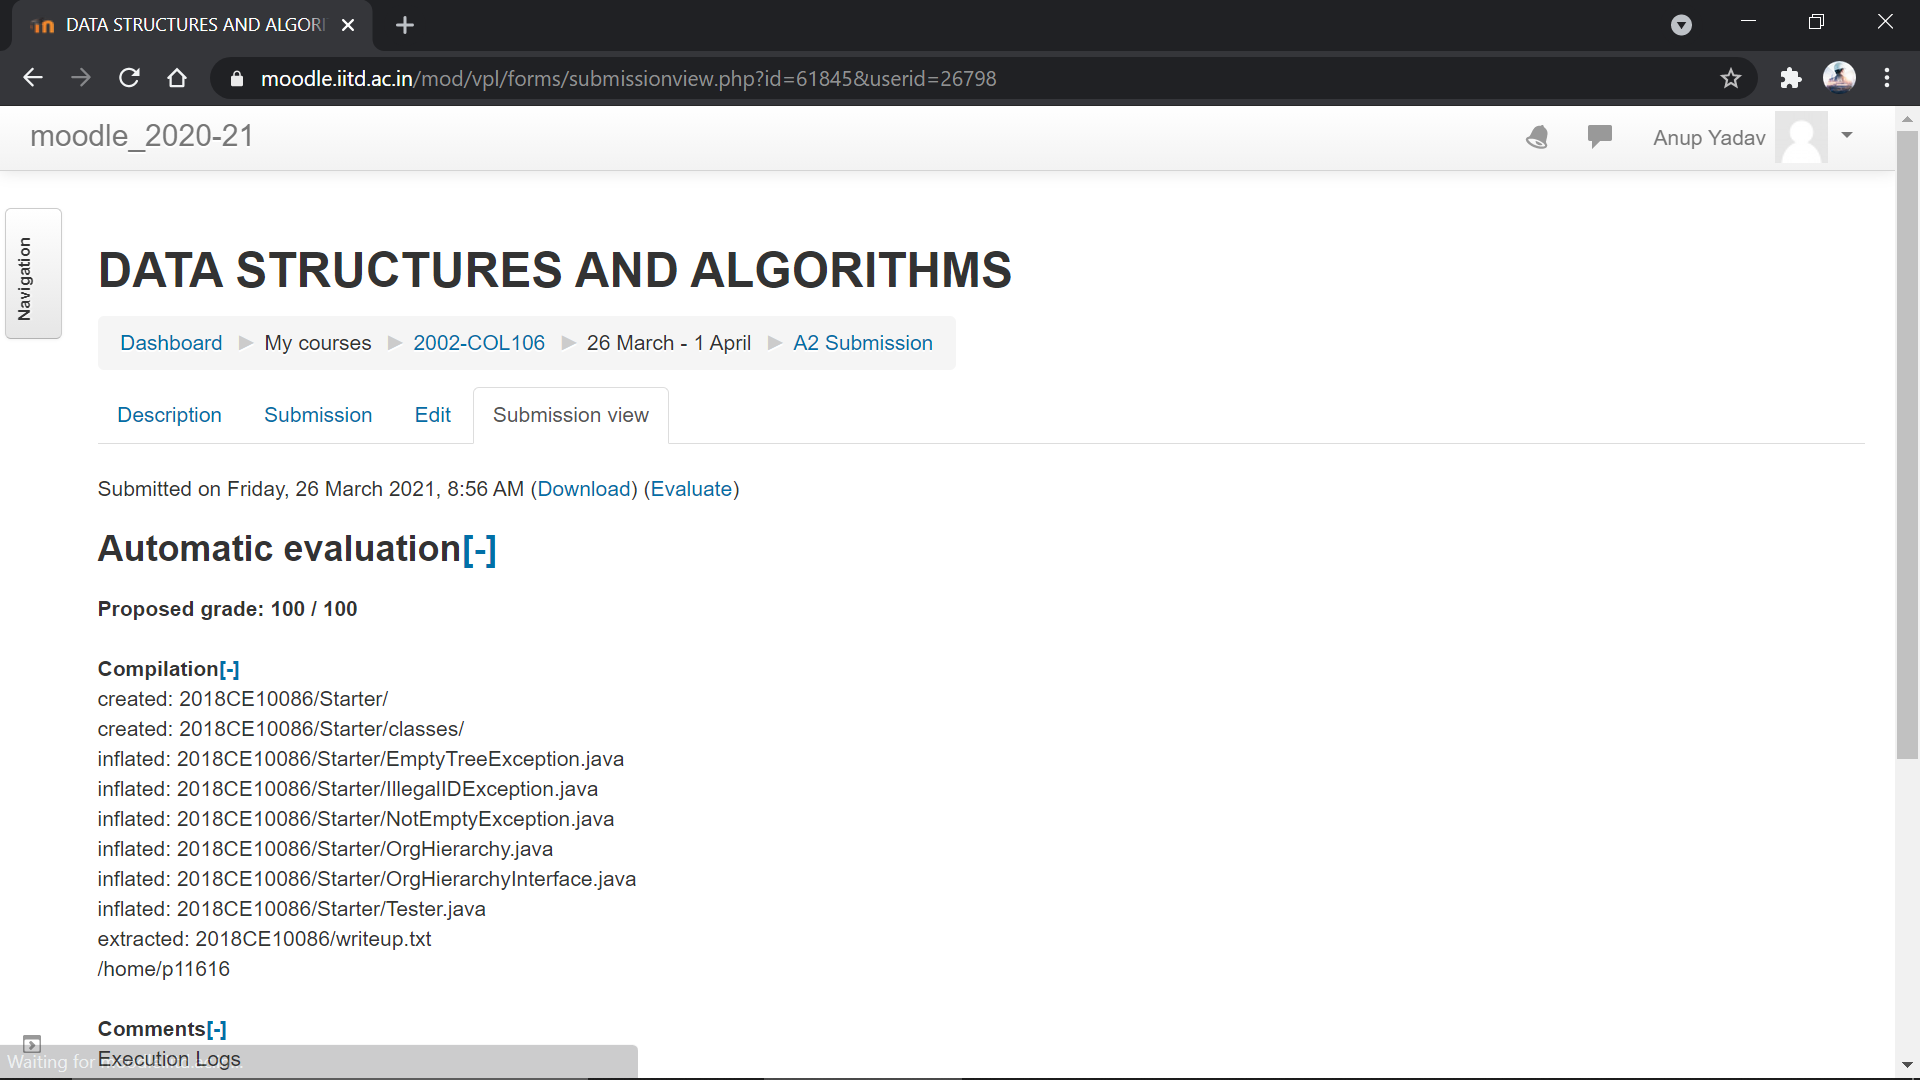 DATA STRUCTURES AND ALGORI
moodle.iitd.ac.in/mod/vpl/forms/submissionview.php?id=61845&userid=26798
moodle_2020-21
Anup Yadav
Navigation
DATA STRUCTURES AND ALGORITHMS
Dashboard My courses 2002-COL106 26 March - 1 April A2 Submission
Description Submission Edit Submission view
Submitted on Friday, 26 March 2021, 8:56 AM (Download) (Evaluate)
Automatic evaluation[-]
Proposed grade: 100 / 100
Compilation[-]
created: 2018CE10086/Starter/
created: 2018CE10086/Starter/classes/
inflated: 2018CE10086/Starter/EmptyTreeException.java
inflated: 2018CE10086/Starter/IllegalIDException.java
inflated: 2018CE10086/Starter/NotEmptyException.java
inflated: 2018CE10086/Starter/OrgHierarchy.java
inflated: 2018CE10086/Starter/OrgHierarchyInterface.java
inflated: 2018CE10086/Starter/Tester.java
extracted: 2018CE10086/writeup.txt
/home/p11616
Comments[-]
Execution Logs
Waiting for